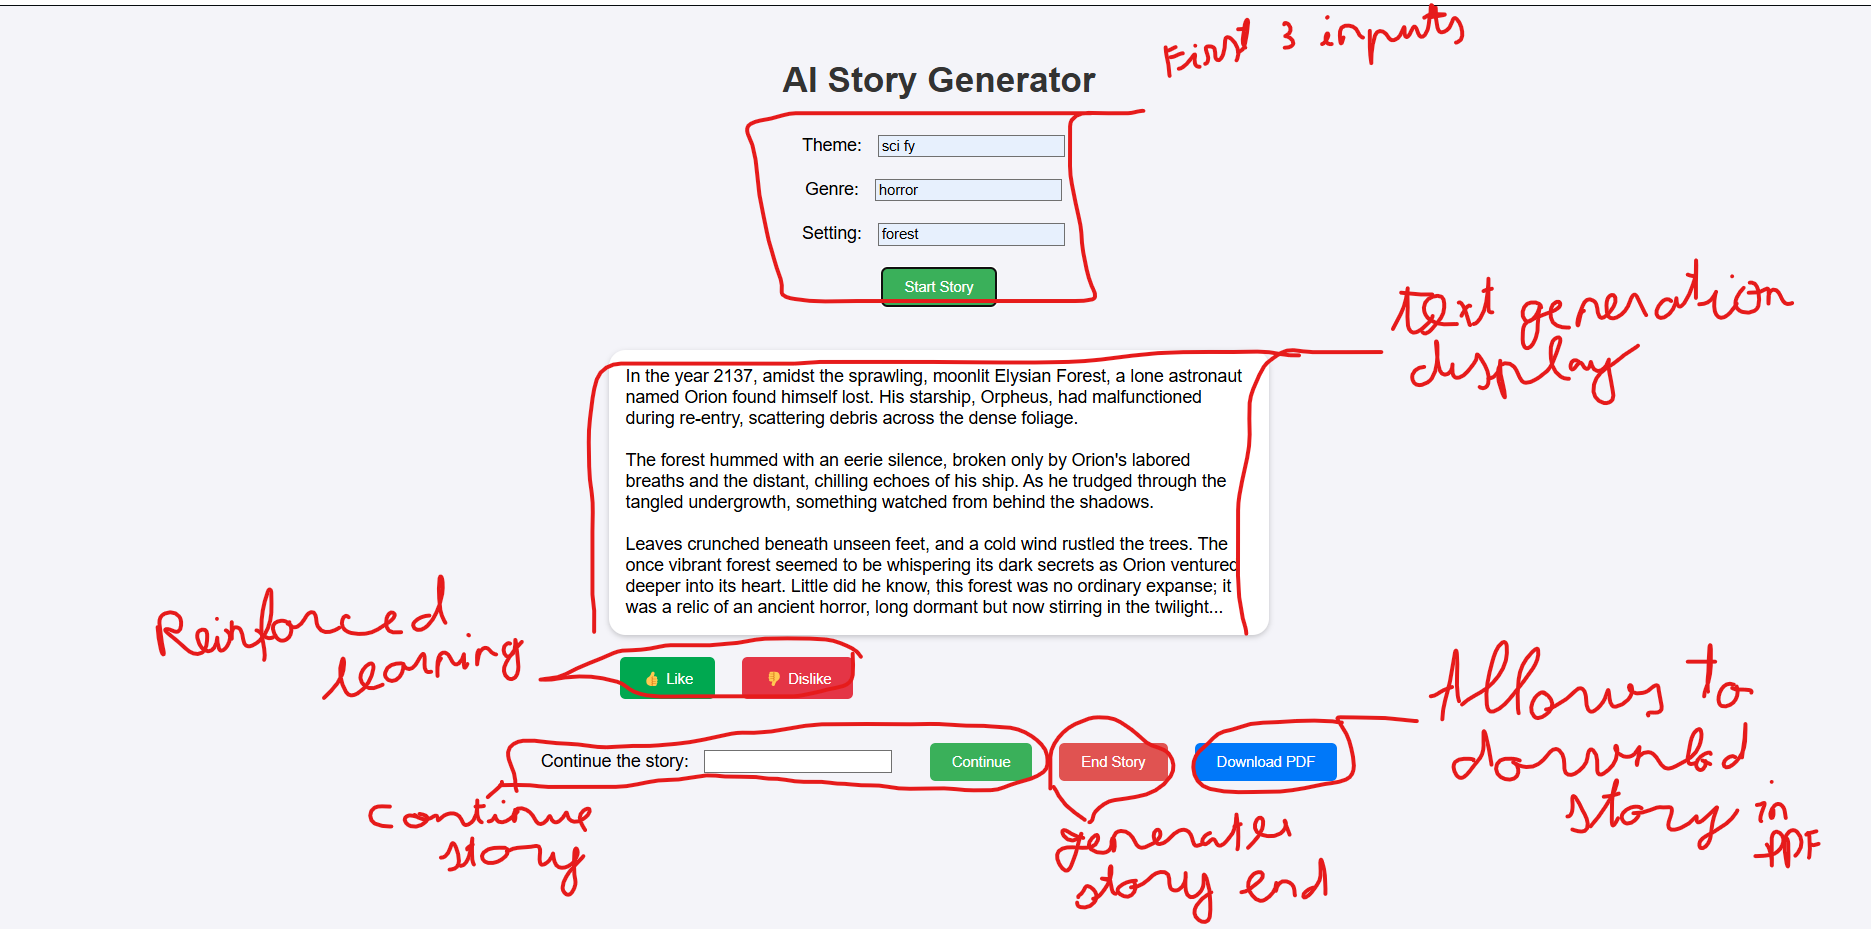 First 3 inputs
AI Story Generator
Theme: sci fy
Genre: horror
Setting: forest
Start Story
text generation
display
In the year 2137, amidst the sprawling, moonlit Elysian Forest, a lone astronaut
named Orion found himself lost. His starship, Orpheus, had malfunctioned
during re-entry, scattering debris across the dense foliage.
The forest hummed with an eerie silence, broken only by Orion's labored
breaths and the distant, chilling echoes of his ship. As he trudged through the
tangled undergrowth, something watched from behind the shadows.
Leaves crunched beneath unseen feet, and a cold wind rustled the trees. The
once vibrant forest seemed to be whispering its dark secrets as Orion ventured
deeper into its heart. Little did he know, this forest was no ordinary expanse; it
was a relic of an ancient horror, long dormant but now stirring in the twilight...
Reinforced
learning
👍 Like 👎 Dislike
Allows to
download
story in
PDF
Continue the story: Continue End Story Download PDF
continue
story
generates
story end